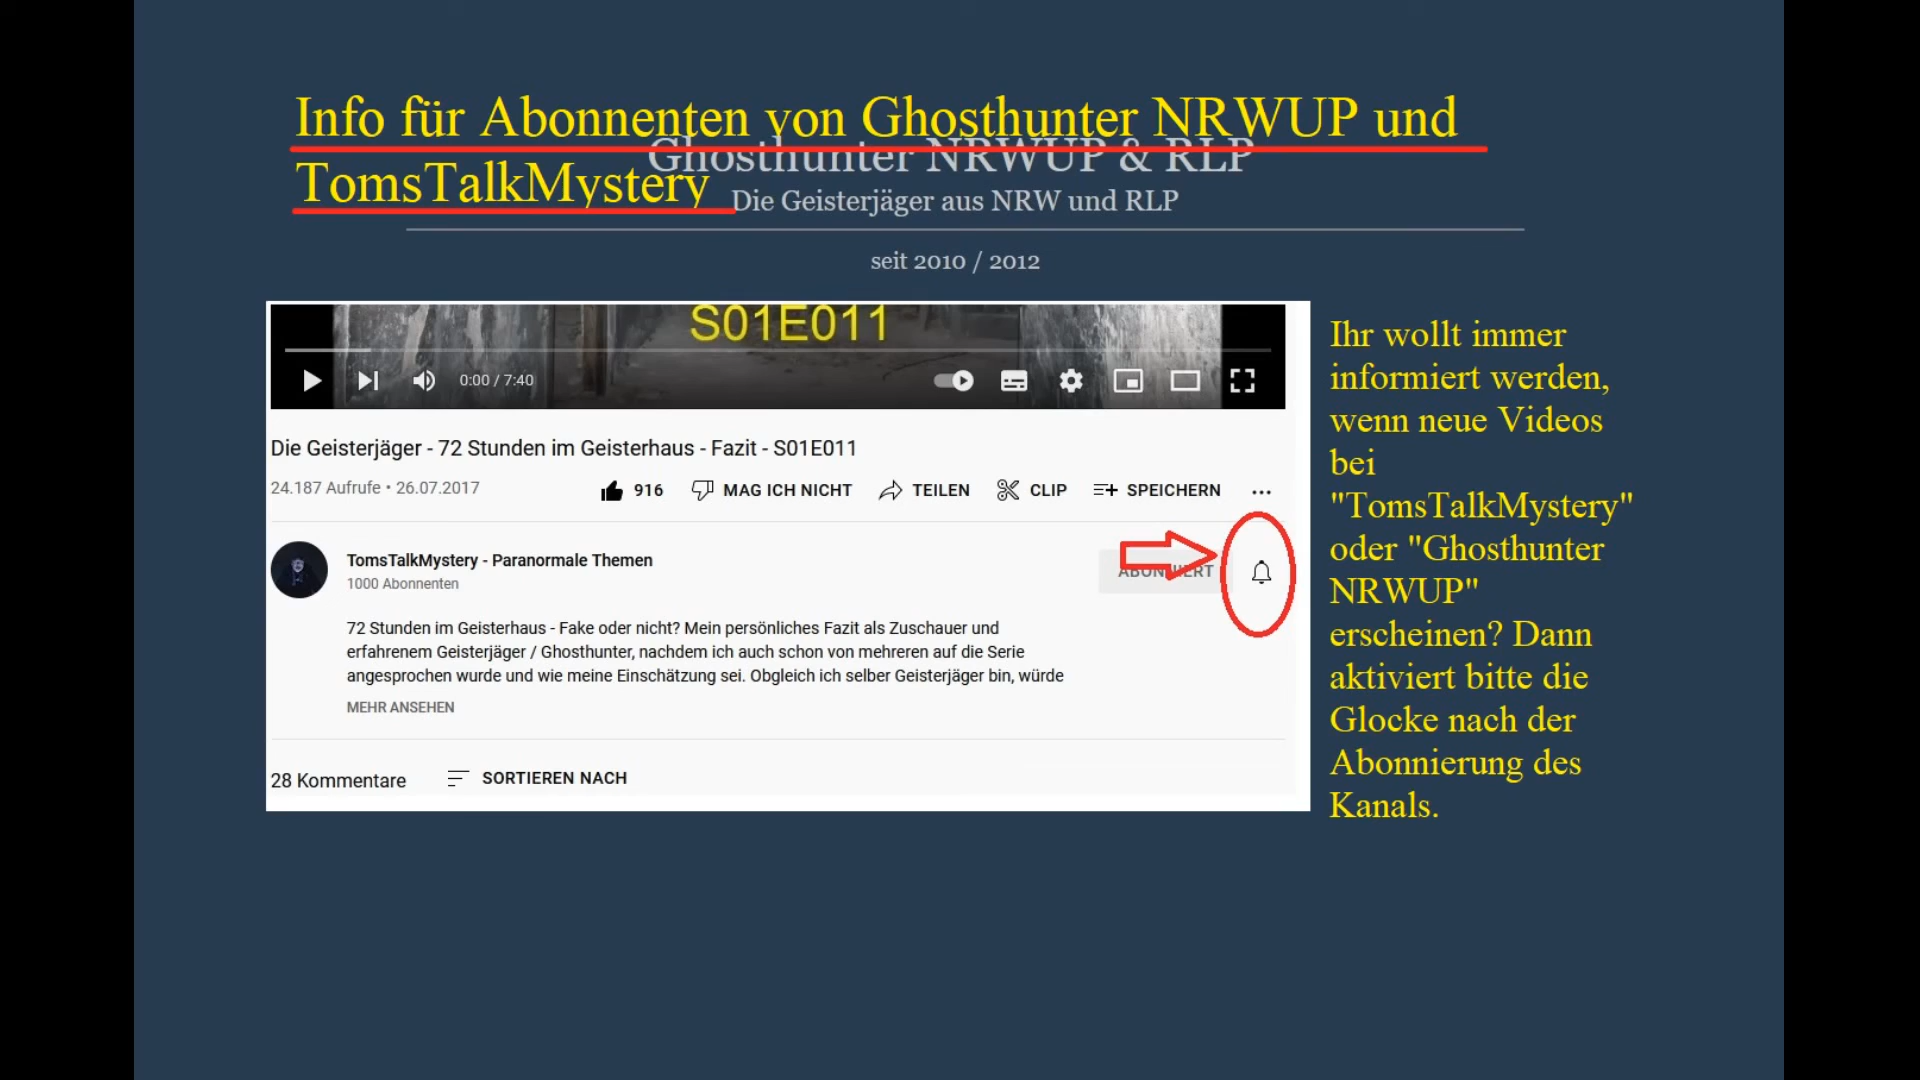 Info für Abonnenten von Ghosthunter NRWUP und
TomsTalkMystery
Ghosthunter NRWUP & RLP
Die Geisterjäger aus NRW und RLP
seit 2010 / 2012
S01E011
0:00 / 7:40
Die Geisterjäger - 72 Stunden im Geisterhaus - Fazit - S01E011
24.187 Aufrufe • 26.07.2017
916 MAG ICH NICHT TEILEN CLIP SPEICHERN ...
TomsTalkMystery - Paranormale Themen
1000 Abonnenten
ABONNIERT
72 Stunden im Geisterhaus - Fake oder nicht? Mein persönliches Fazit als Zuschauer und
erfahrenem Geisterjäger / Ghosthunter, nachdem ich auch schon von mehreren auf die Serie
angesprochen wurde und wie meine Einschätzung sei. Obgleich ich selber Geisterjäger bin, würde
MEHR ANSEHEN
28 Kommentare SORTIEREN NACH
Ihr wollt immer
informiert werden,
wenn neue Videos
bei
"TomsTalkMystery"
oder "Ghosthunter
NRWUP"
erscheinen? Dann
aktiviert bitte die
Glocke nach der
Abonnierung des
Kanals.